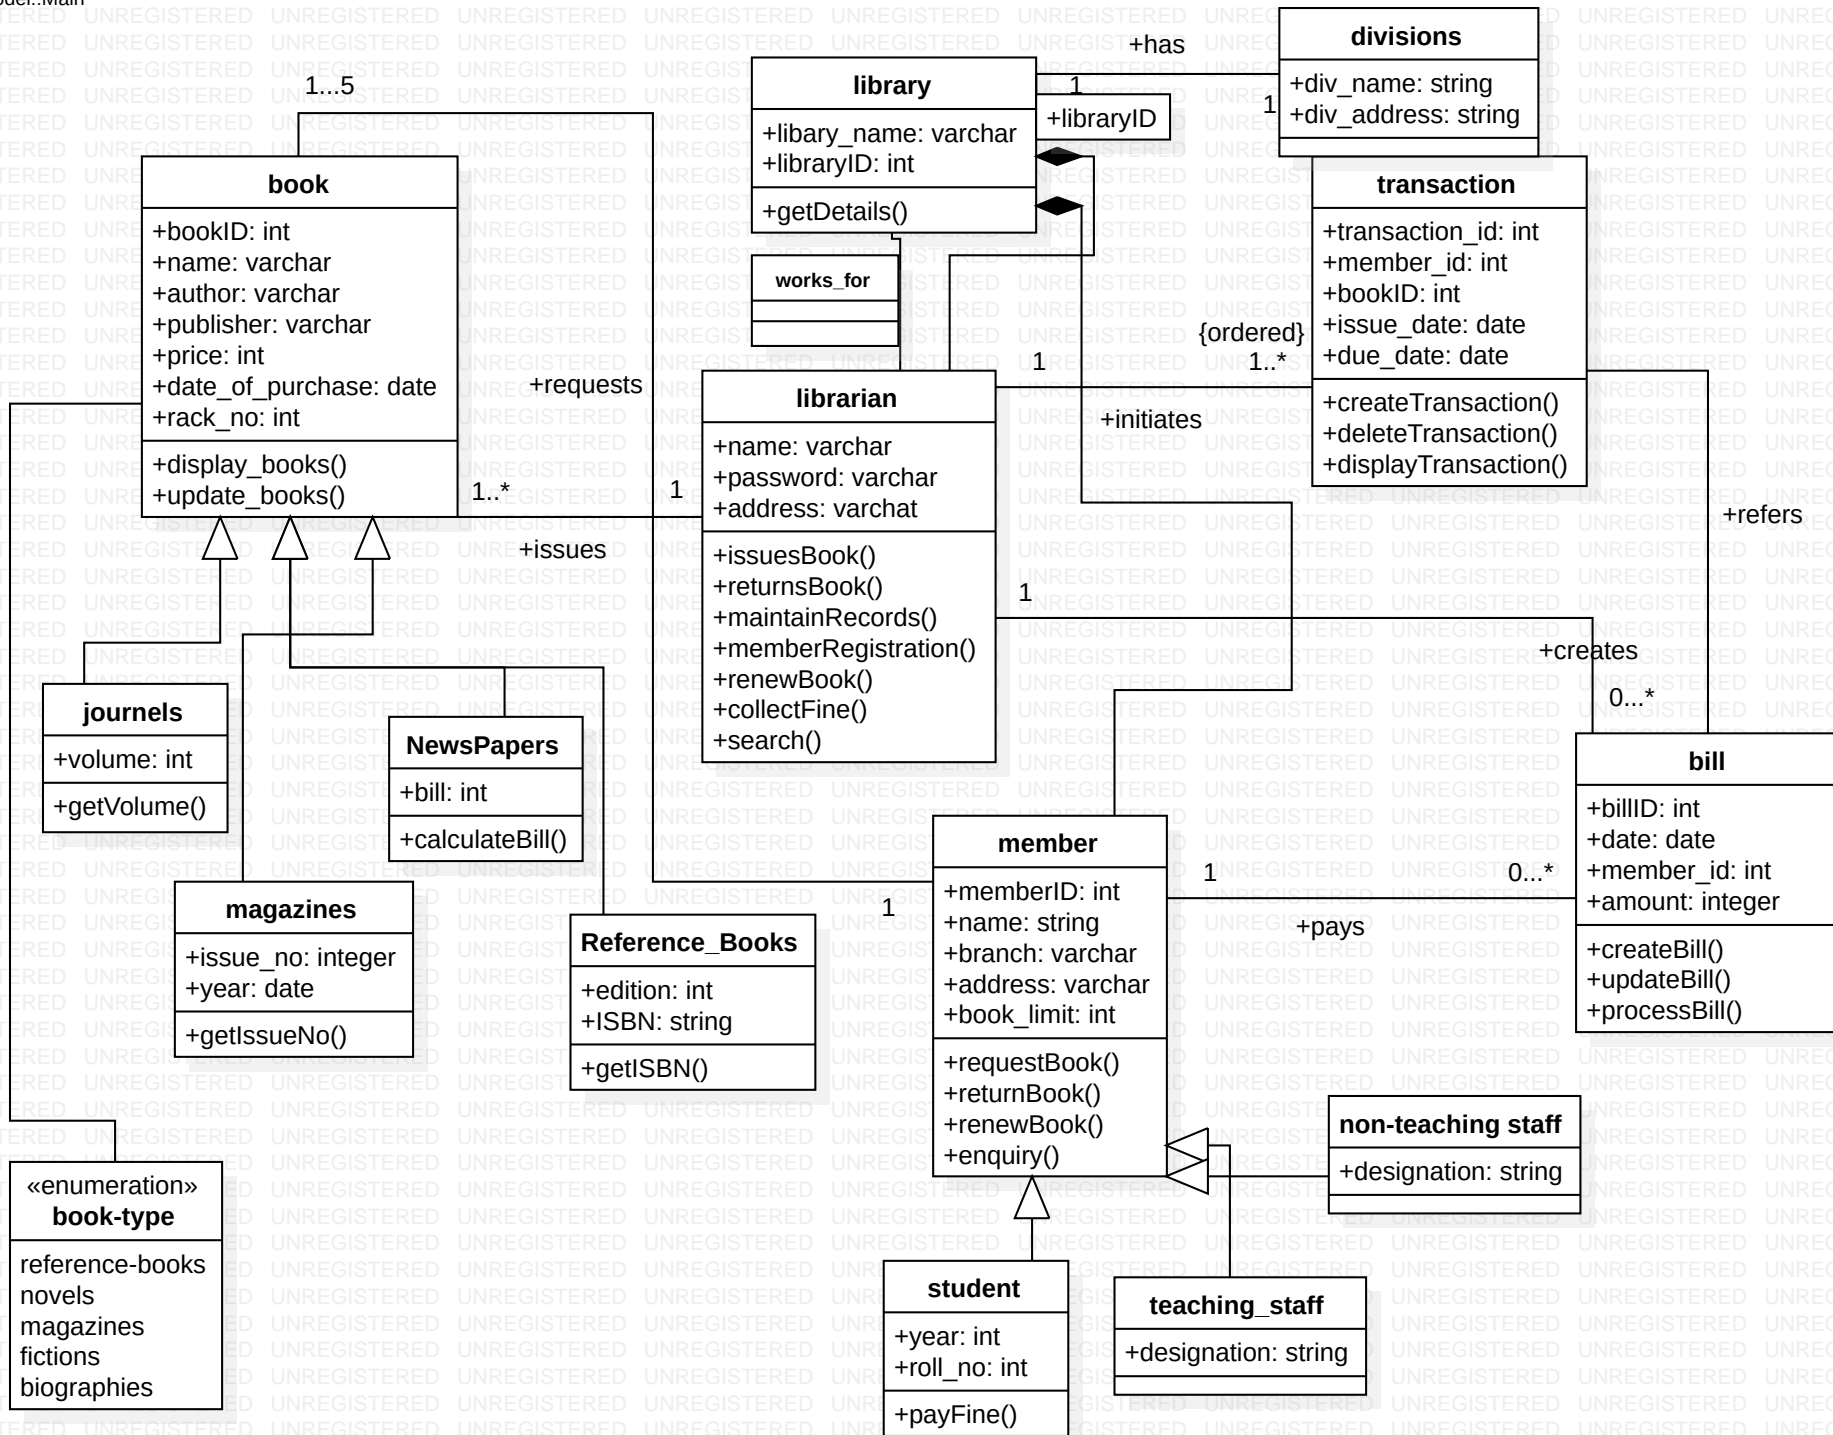 +has
divisions
+div_name: string
+div_address: string
1...5
library
+libary_name: varchar
+libraryID: int
+getDetails()
1
+libraryID
1
book
+bookID: int
+name: varchar
+author: varchar
+publisher: varchar
+price: int
+date_of_purchase: date
+rack_no: int
+display_books()
+update_books()
transaction
+transaction_id: int
+member_id: int
+bookID: int
+issue_date: date
+due_date: date
+createTransaction()
+deleteTransaction()
+displayTransaction()
works_for
{ordered}
1
1..*
+requests
+initiates
librarian
+name: varchar
+password: varchar
+address: varchat
+issuesBook()
+returnsBook()
+maintainRecords()
+memberRegistration()
+renewBook()
+collectFine()
+search()
1..*
1
+issues
+refers
1
+creates
0...*
journels
+volume: int
+getVolume()
NewsPapers
+bill: int
+calculateBill()
bill
+billID: int
+date: date
+member_id: int
+amount: integer
+createBill()
+updateBill()
+processBill()
magazines
+issue_no: integer
+year: date
+getIssueNo()
Reference_Books
+edition: int
+ISBN: string
+getISBN()
1
member
+memberID: int
+name: string
+branch: varchar
+address: varchar
+book_limit: int
+requestBook()
+returnBook()
+renewBook()
+enquiry()
1
0...*
+pays
non-teaching staff
+designation: string
«enumeration»
book-type
reference-books
novels
magazines
fictions
biographies
student
+year: int
+roll_no: int
+payFine()
teaching_staff
+designation: string